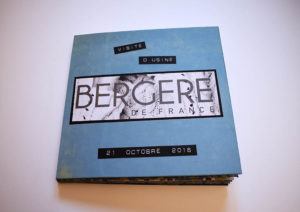 VISITE
D'USINE
BERGERE
DE FRANCE
21 OCTOBRE 2016